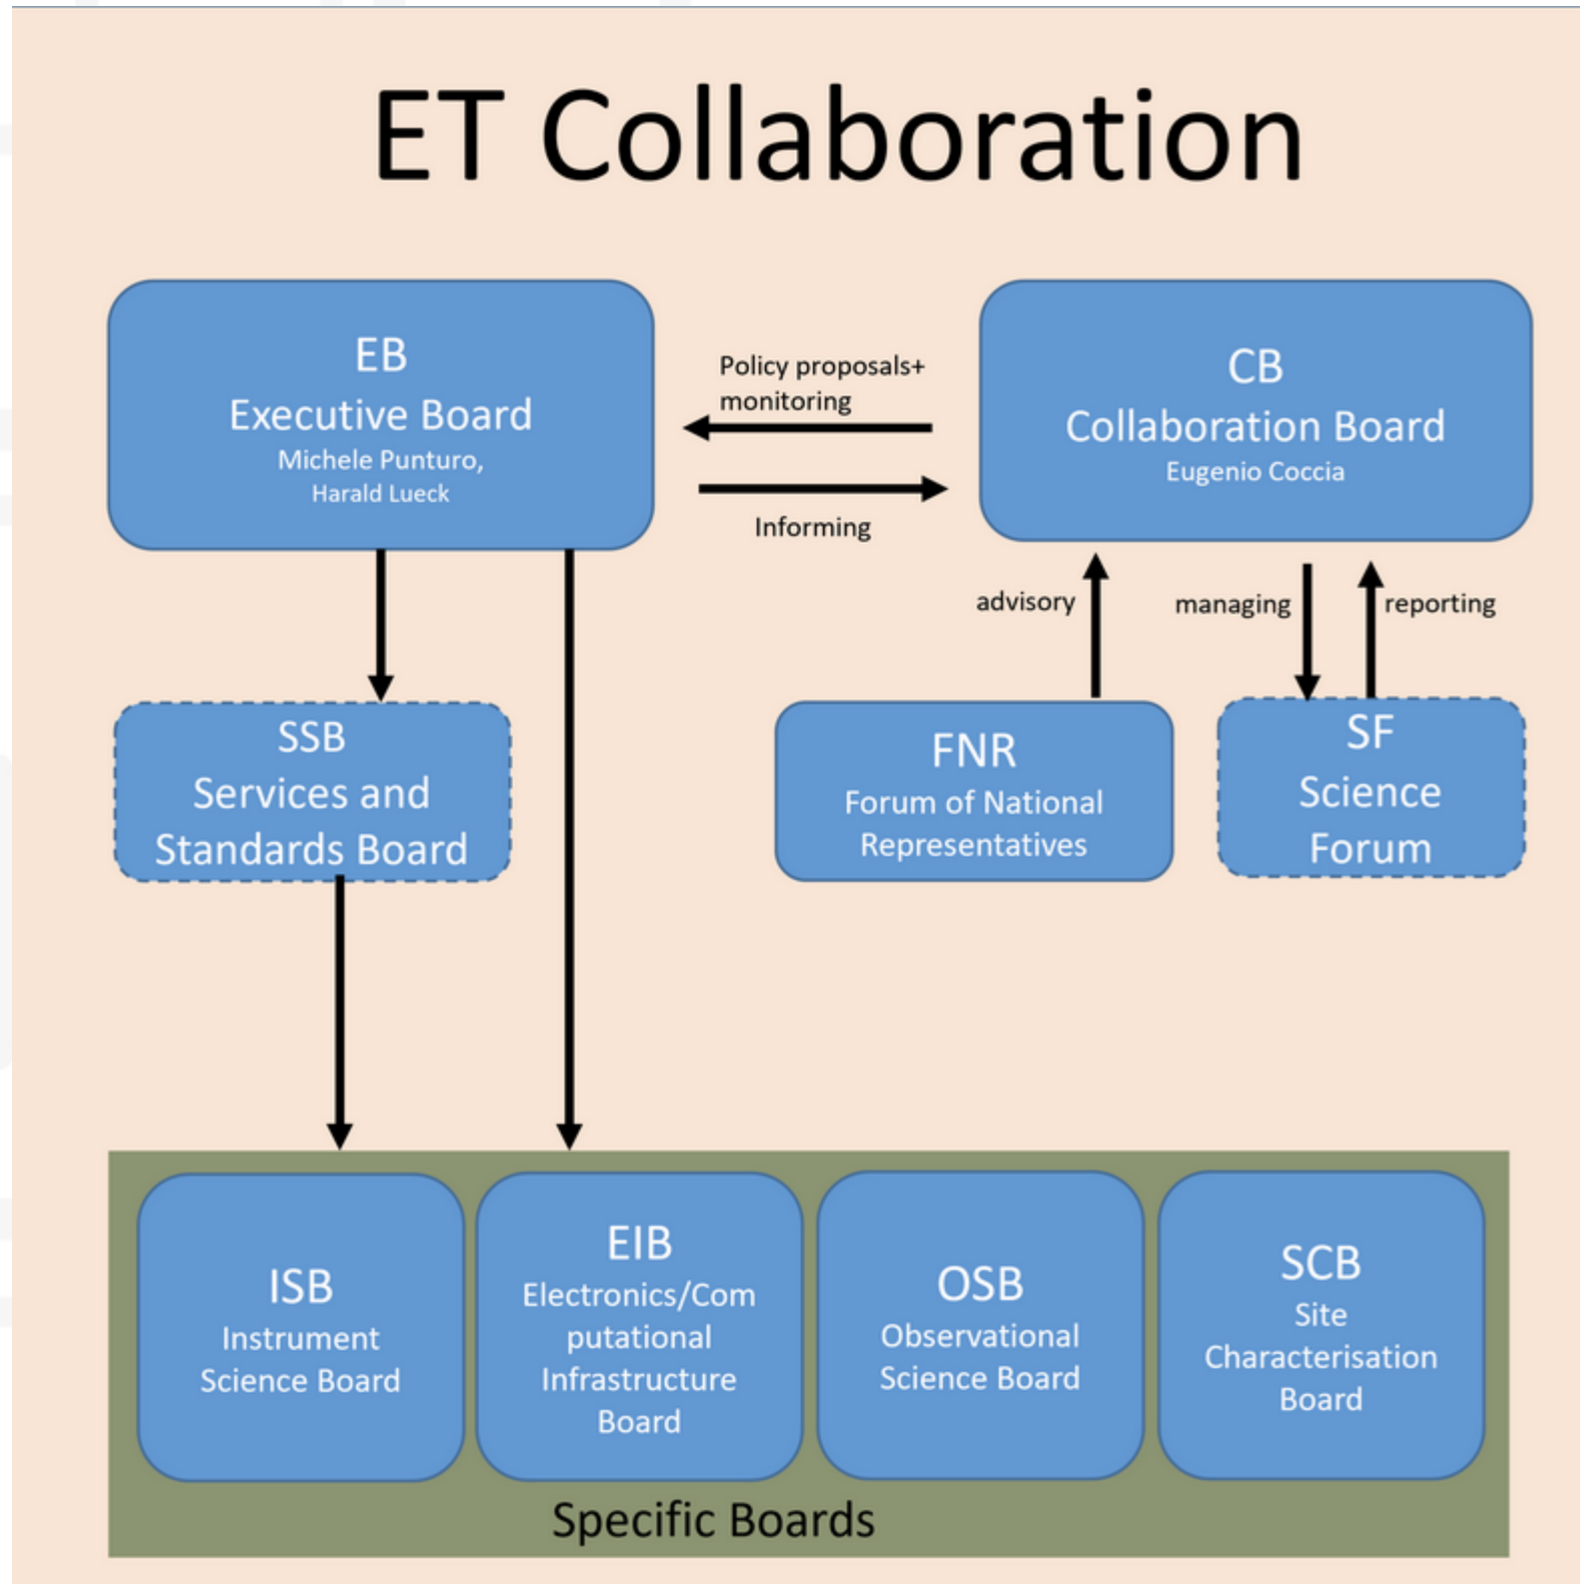 ET Collaboration
EB
Executive Board
Michele Punturo,
Harald Lueck
Policy proposals+
monitoring
Informing
CB
Collaboration Board
Eugenio Coccia
advisory
managing
reporting
SSB
Services and
Standards Board
FNR
Forum of National
Representatives
SF
Science
Forum
ISB
Instrument
Science Board
EIB
Electronics/Com
putational
Infrastructure
Board
OSB
Observational
Science Board
SCB
Site
Characterisation
Board
Specific Boards